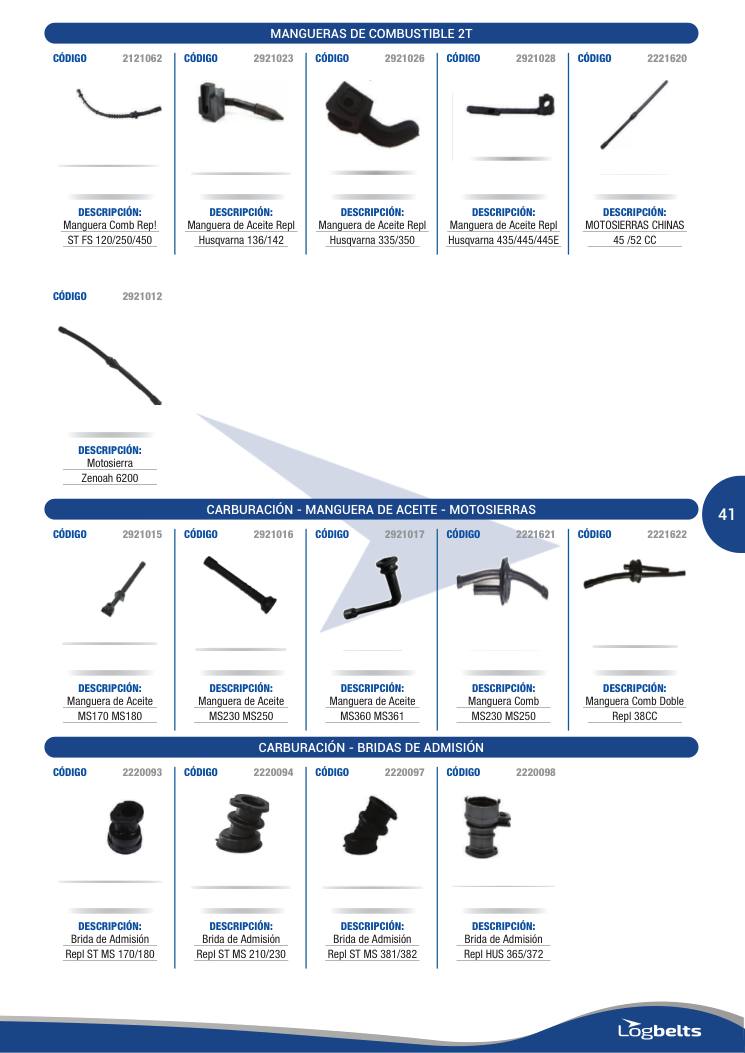 MANGUERAS DE COMBUSTIBLE 2T
CÓDIGO 2121062
DESCRIPCIÓN:
Manguera Comb Rep!
ST FS 120/250/450
CÓDIGO 2921023
DESCRIPCIÓN:
Manguera de Aceite Repl
Husqvarna 136/142
CÓDIGO 2921026
DESCRIPCIÓN:
Manguera de Aceite Repl
Husqvarna 335/350
CÓDIGO 2921028
DESCRIPCIÓN:
Manguera de Aceite Repl
Husqvarna 435/445/445E
CÓDIGO 2221620
DESCRIPCIÓN:
MOTOSIERRAS CHINAS
45 /52 CC
CÓDIGO 2921012
DESCRIPCIÓN:
Motosierra
Zenoah 6200
CARBURACIÓN - MANGUERA DE ACEITE - MOTOSIERRAS
41
CÓDIGO 2921015
DESCRIPCIÓN:
Manguera de Aceite
MS170 MS180
CÓDIGO 2921016
DESCRIPCIÓN:
Manguera de Aceite
MS230 MS250
CÓDIGO 2921017
DESCRIPCIÓN:
Manguera de Aceite
MS360 MS361
CÓDIGO 2221621
DESCRIPCIÓN:
Manguera Comb
MS230 MS250
CÓDIGO 2221622
DESCRIPCIÓN:
Manguera Comb Doble
Repl 38CC
CARBURACIÓN - BRIDAS DE ADMISIÓN
CÓDIGO 2220093
DESCRIPCIÓN:
Brida de Admisión
Repl ST MS 170/180
CÓDIGO 2220094
DESCRIPCIÓN:
Brida de Admisión
Repl ST MS 210/230
CÓDIGO 2220097
DESCRIPCIÓN:
Brida de Admisión
Repl ST MS 381/382
CÓDIGO 2220098
DESCRIPCIÓN:
Brida de Admisión
Repl HUS 365/372
Logbelts